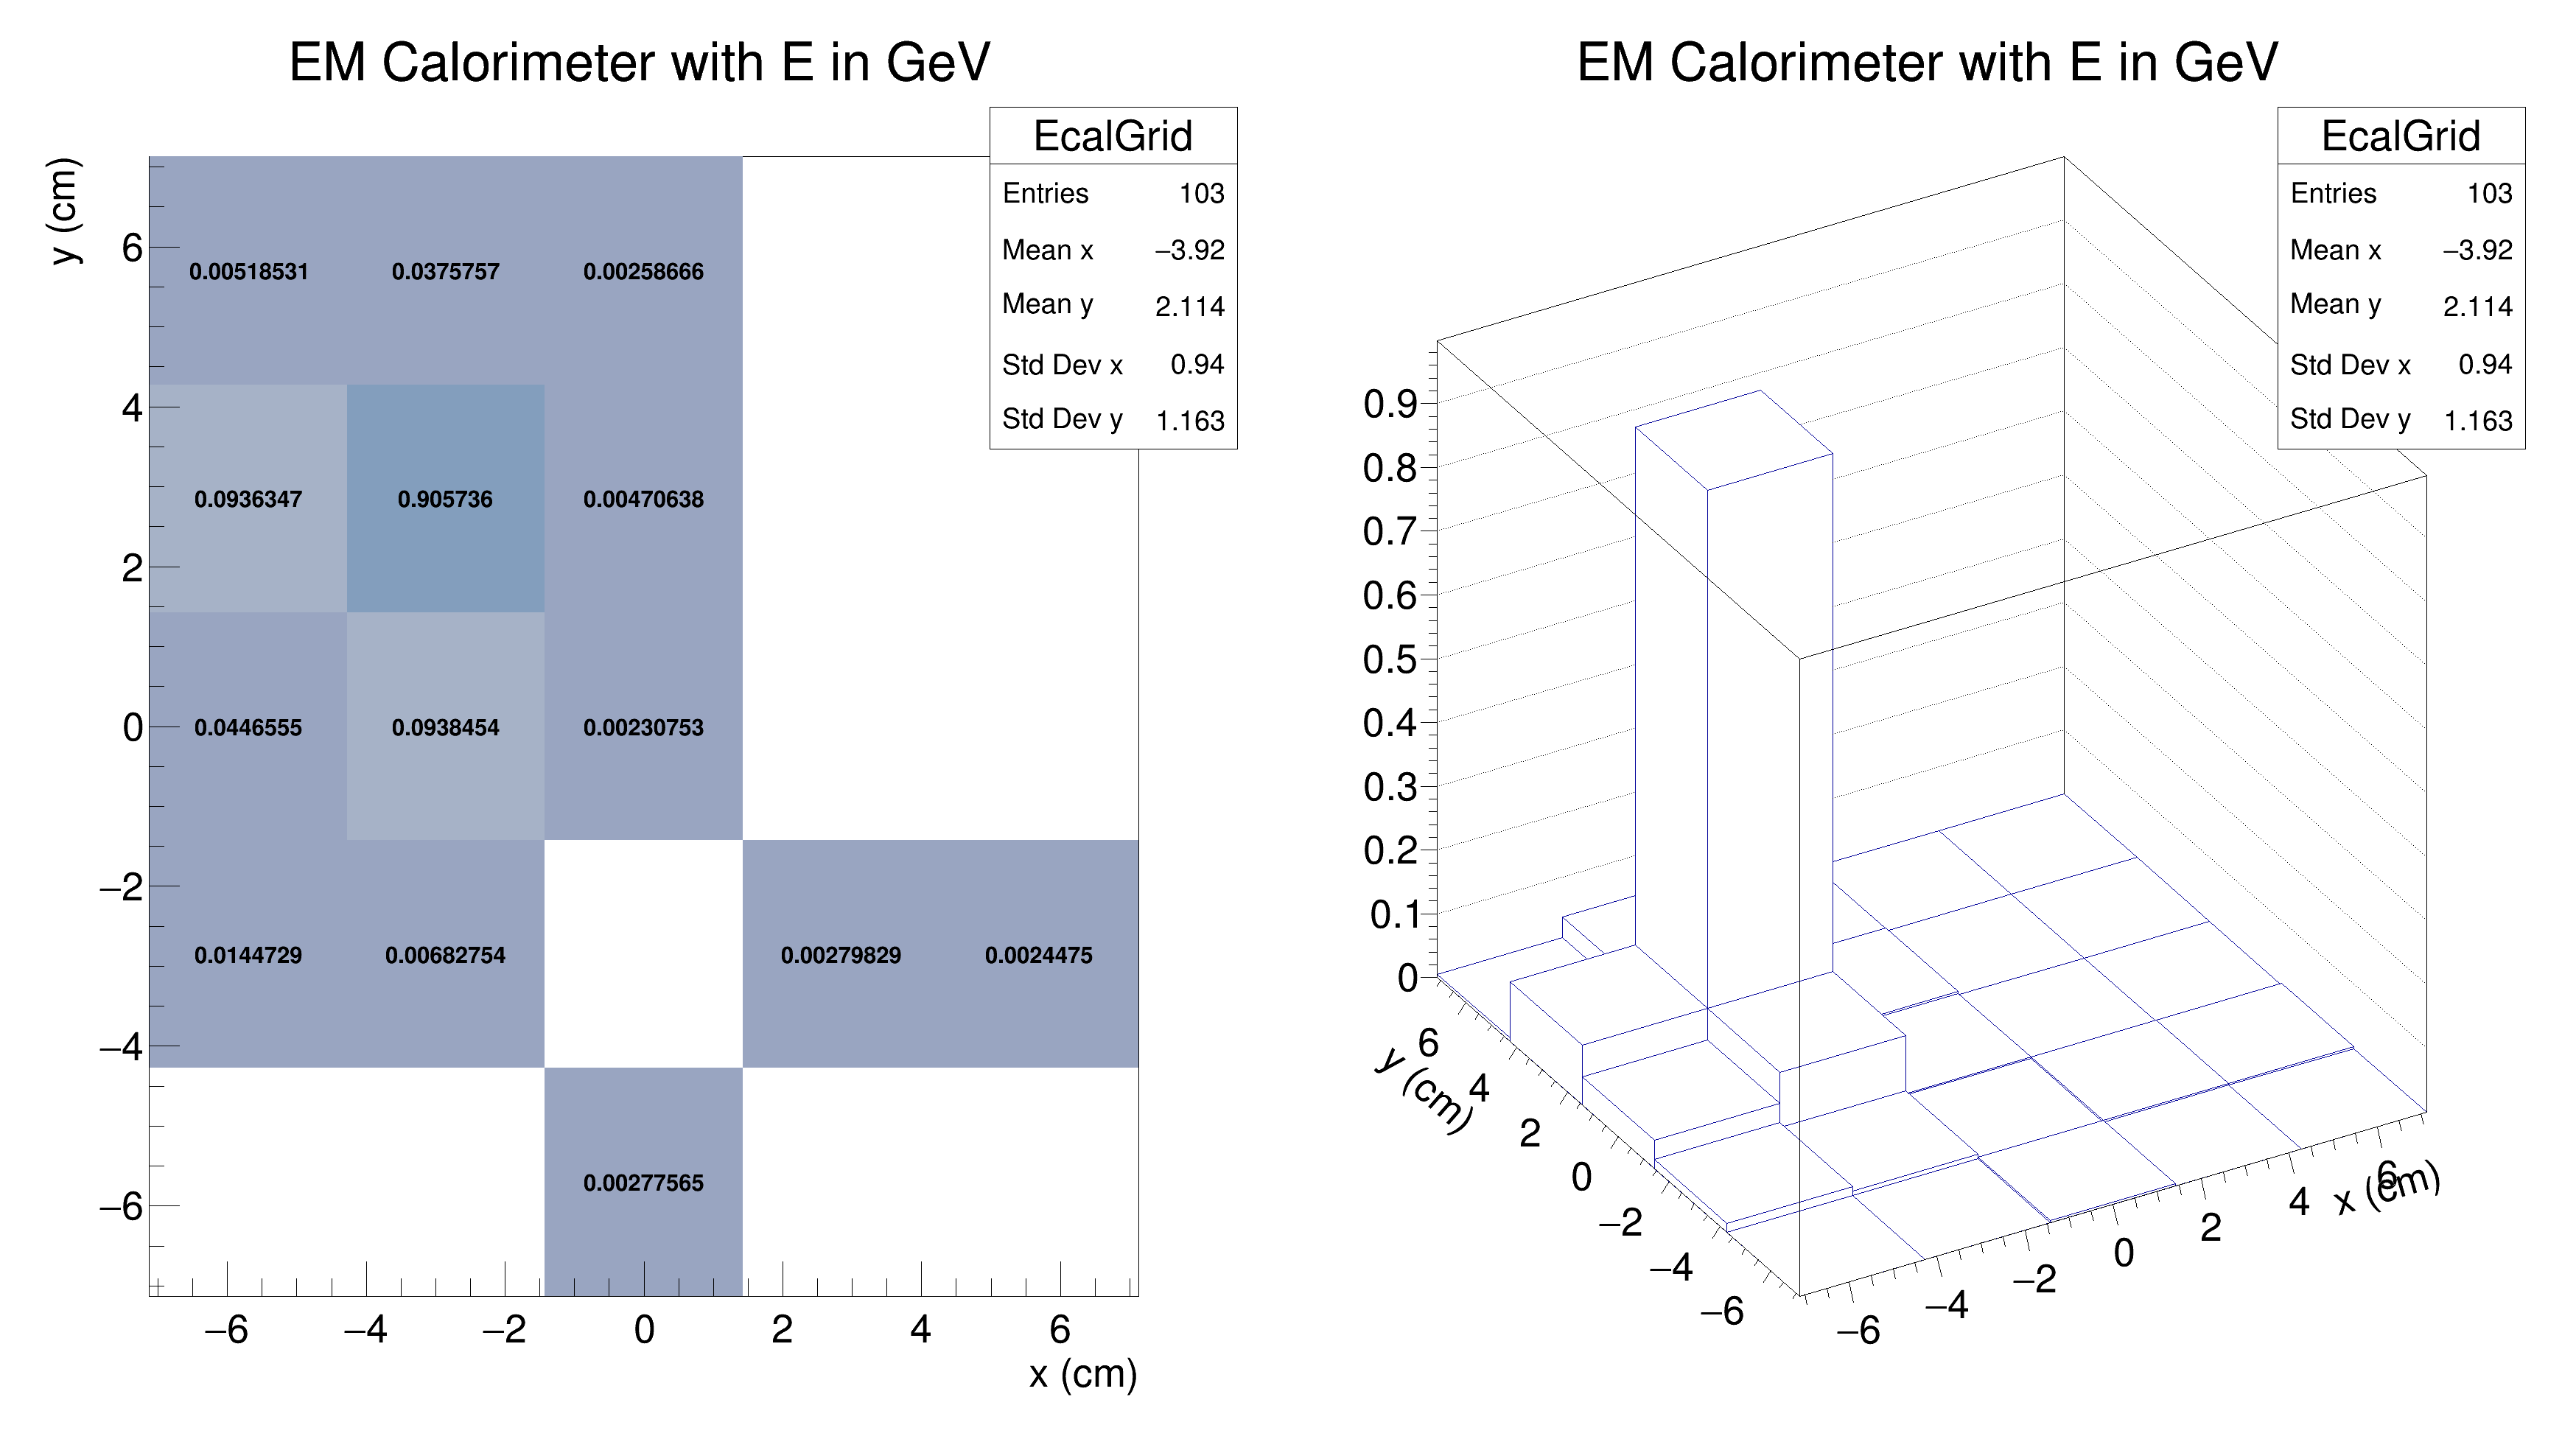 EM Calorimeter with E in GeV
EcalGrid
Entries 103
Mean x −3.92
Mean y 2.114
Std Dev x 0.94
Std Dev y 1.163
y (cm)
6
4
2
0
−2
−4
−6
0.00518531 0.0375757 0.00258666
0.0936347 0.905736 0.00470638
0.0446555 0.0938454 0.00230753
0.0144729 0.00682754 0.00279829 0.0024475
0.00277565
−6 −4 −2 0 2 4 6
x (cm)
EM Calorimeter with E in GeV
EcalGrid
Entries 103
Mean x −3.92
Mean y 2.114
Std Dev x 0.94
Std Dev y 1.163
0.9
0.8
0.7
0.6
0.5
0.4
0.3
0.2
0.1
0
6
4
2
0
−2
−4
−6
y (cm)
−6
−4
−2
0
2
4
6
x (cm)